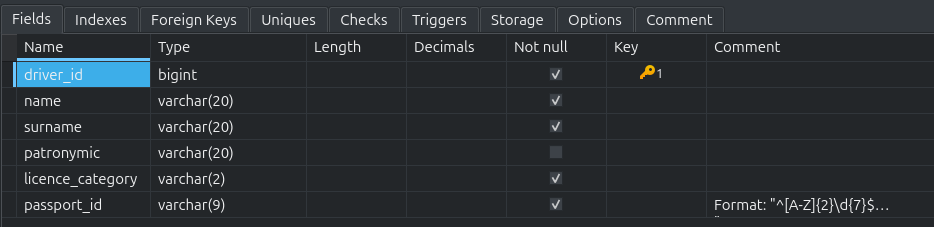 Fields Indexes Foreign Keys Uniques Checks Triggers Storage Options Comment
Name Type Length Decimals Not null Key Comment
driver_id bigint 1
name varchar(20)
surname varchar(20)
patronymic varchar(20)
licence_category varchar(2)
passport_id varchar(9) Format: "^[A-Z]{2}\d{7}$…
"